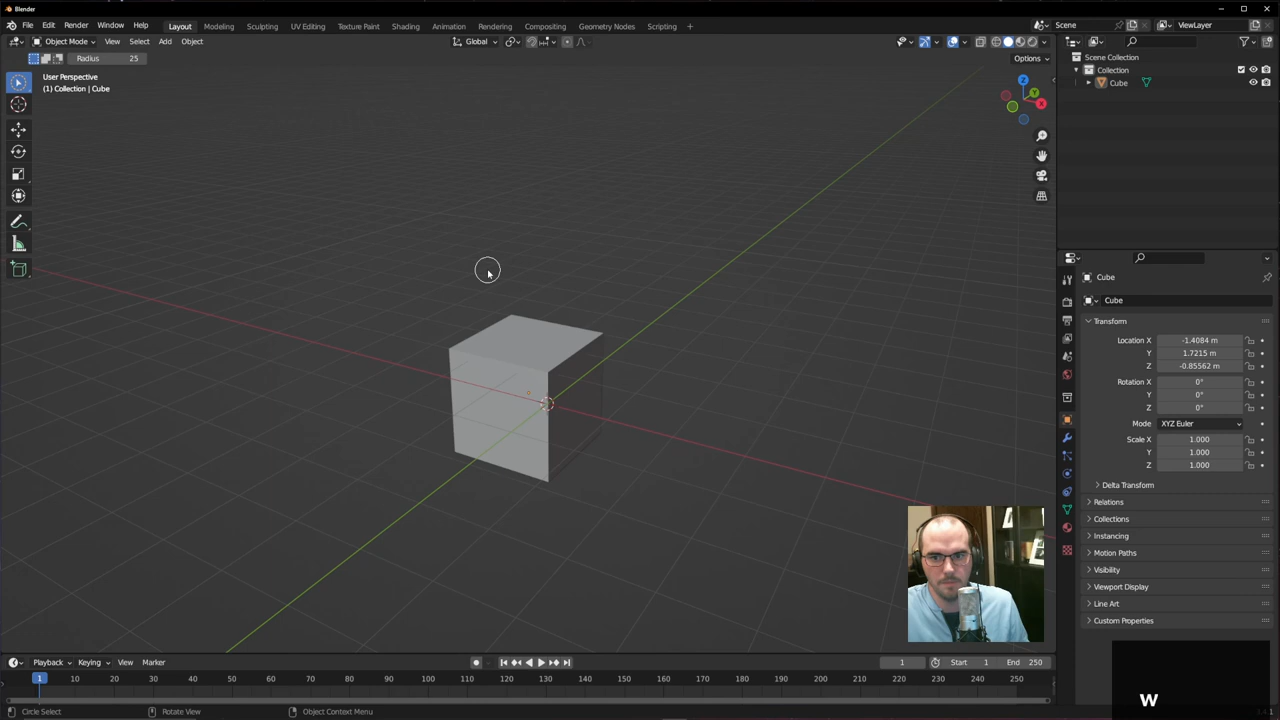 Blender
File Edit Render Window Help Layout Modeling Sculpting UV Editing Texture Paint Shading Animation Rendering Compositing Geometry Nodes Scripting + Scene ViewLayer
Object Mode View Select Add Object Global
Radius 25 Options
User Perspective
(1) Collection | Cube
Z
Y
X
Scene Collection
Collection
Cube
Cube
Cube
Transform
Location X -1.4084 m
Y 1.7215 m
Z -0.85562 m
Rotation X 0°
Y 0°
Z 0°
Mode XYZ Euler
Scale X 1.000
Y 1.000
Z 1.000
Delta Transform
Relations
Collections
Instancing
Motion Paths
Visibility
Viewport Display
Line Art
Custom Properties
Playback Keying View Marker 1 Start 1 End 250
1 10 20 30 40 50 60 70 80 90 100 110 120 130 140 150 160 170 180 190 200 210 220 230 240 250
W
Circle Select Rotate View Object Context Menu